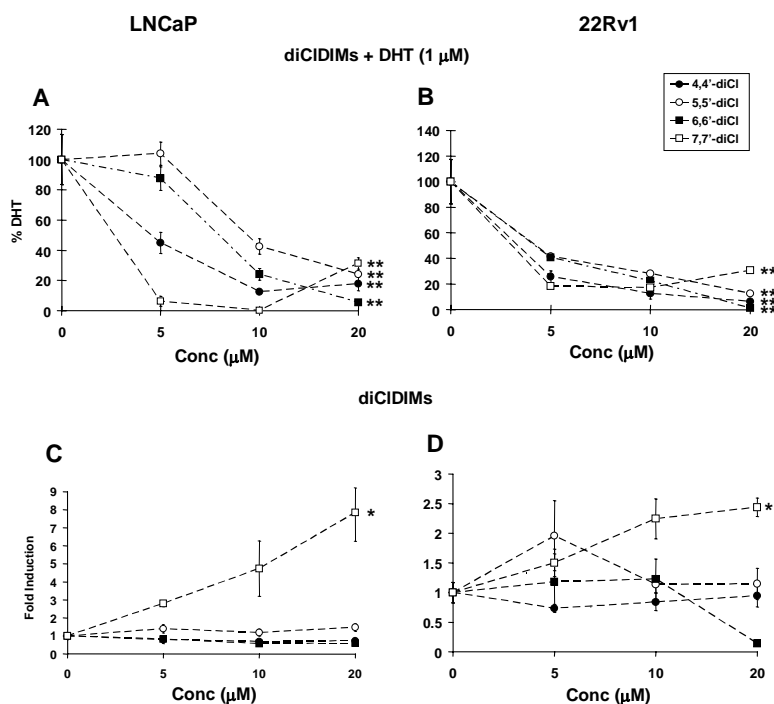 LNCaP
22Rv1
diClDIMs + DHT (1 μM)
A
B
4,4'-diCl
5,5'-diCl
6,6'-diCl
7,7'-diCl
120
100
80
60
40
20
0
% DHT
**
**
**
**
0 5 10 20
Conc (μM)
140
120
100
80
60
40
20
0
**
**
**
**
0 5 10 20
Conc (μM)
diClDIMs
C
D
9
8
7
6
5
4
3
2
1
0
Fold Induction
*
0 5 10 20
Conc (μM)
3
2.5
2
1.5
1
0.5
0
*
0 5 10 20
Conc (μM)